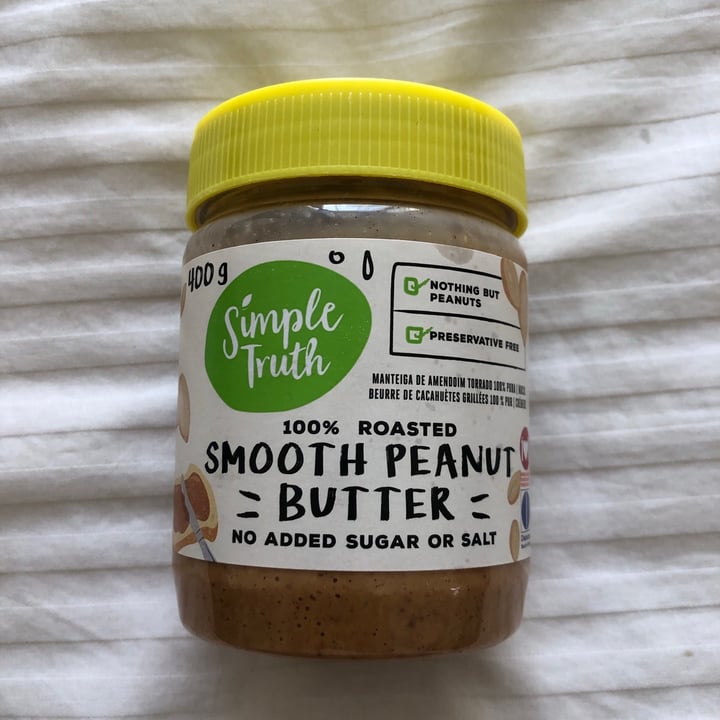 400g
Simple
Truth
NOTHING BUT
PEANUTS
PRESERVATIVE FREE
MANTEIGA DE AMENDOIM TORRADO 100% PURA
BEURRE DE CACAHUÈTES GRILLÉES 100 % PUR
100% ROASTED
SMOOTH PEANUT
BUTTER
NO ADDED SUGAR OR SALT